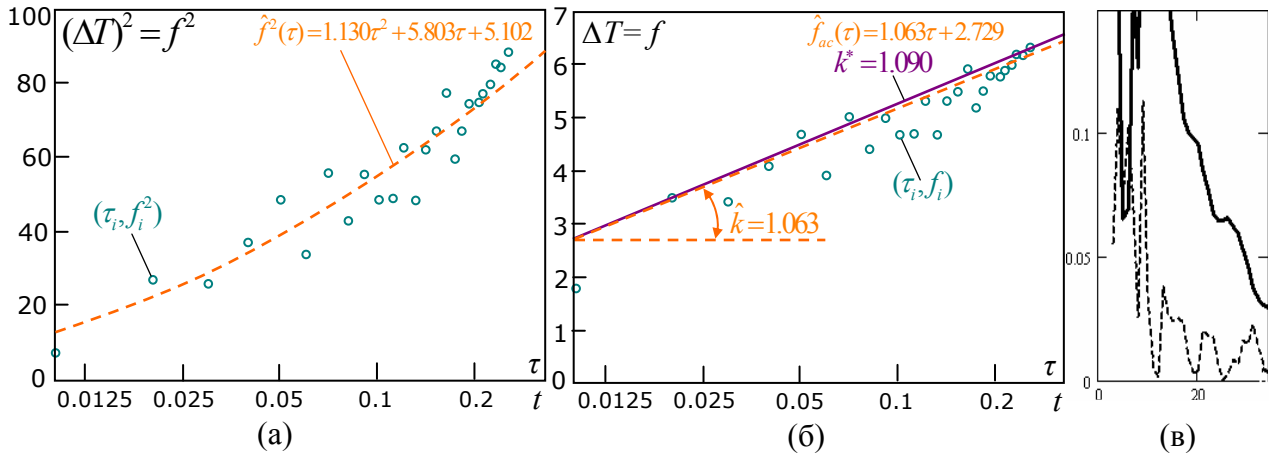 (ΔT)² = f²
f̂²(τ)=1.130τ²+5.803τ+5.102
100
80
60
40
20
0
(τᵢ, fᵢ²)
τ
0.0125
0.025
0.05
0.1
0.2
t
(а)
ΔT = f
f̂ₐc(τ)=1.063τ+2.729
k* =1.090
7
6
5
4
3
2
1
0
(τᵢ, fᵢ)
k̂ =1.063
τ
0.0125
0.025
0.05
0.1
0.2
t
(б)
0.1
0.05
0
0
20
(в)